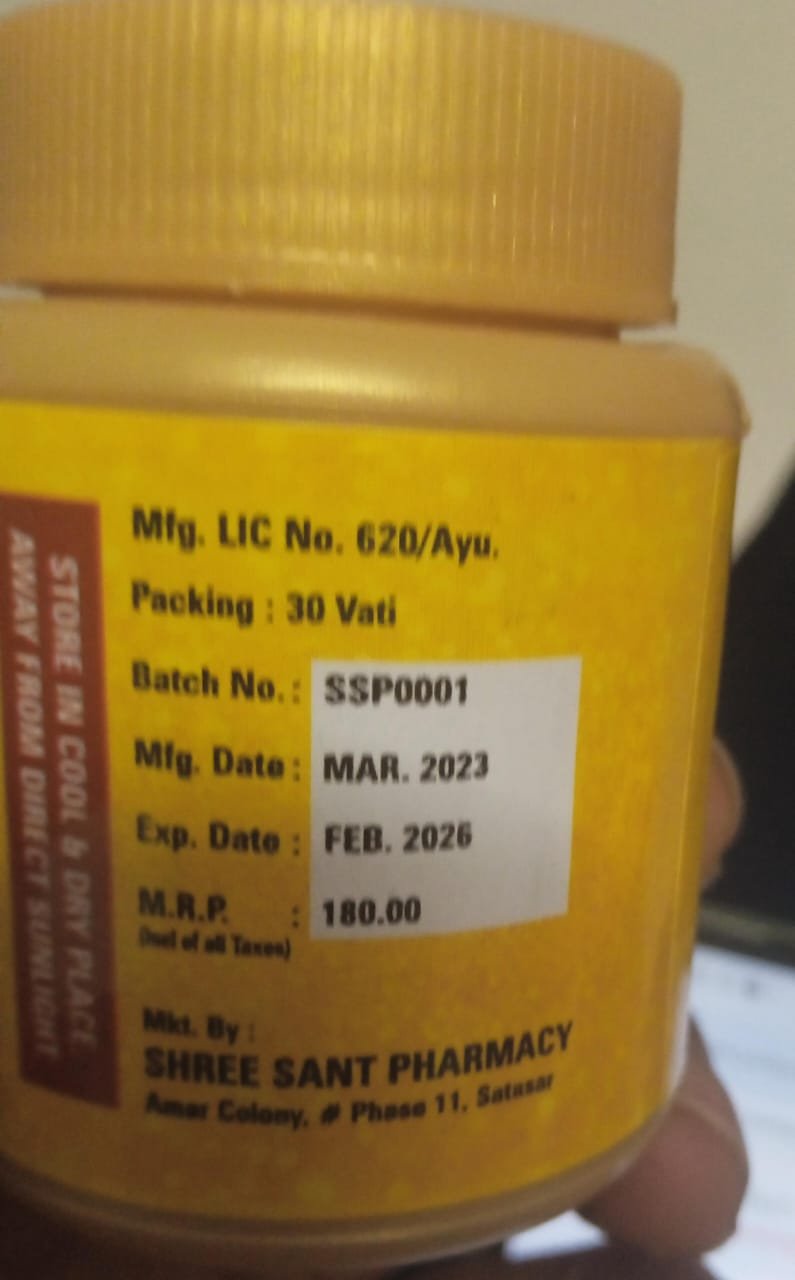 STORE IN COOL & DRY PLACE
AWAY FROM DIRECT SUNLIGHT
Mfg. LIC No. 620/Ayu.
Packing : 30 Vati
Batch No. : SSP0001
Mfg. Date : MAR. 2023
Exp. Date : FEB. 2026
M.R.P. : 180.00
(Incl of all Taxes)
Mkt. By :
SHREE SANT PHARMACY
Amar Colony, # Phase 11, Satasar